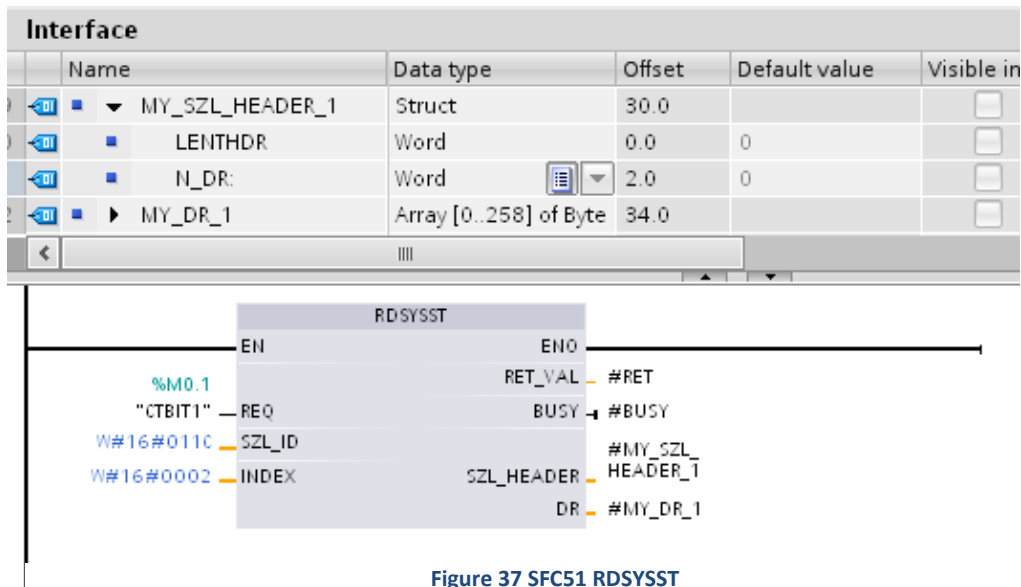 Interface
Name Data type Offset Default value Visible in
MY_SZL_HEADER_1 Struct 30.0
LENTHDR Word 0.0 0
N_DR: Word 2.0 0
MY_DR_1 Array [0..258] of Byte 34.0
RDSYSST
EN ENO
%M0.1 RET_VAL #RET
"CTBIT1" REQ BUSY #BUSY
W#16#011C SZL_ID #MY_SZL_
W#16#0002 INDEX SZL_HEADER HEADER_1
DR #MY_DR_1
Figure 37 SFC51 RDSYSST